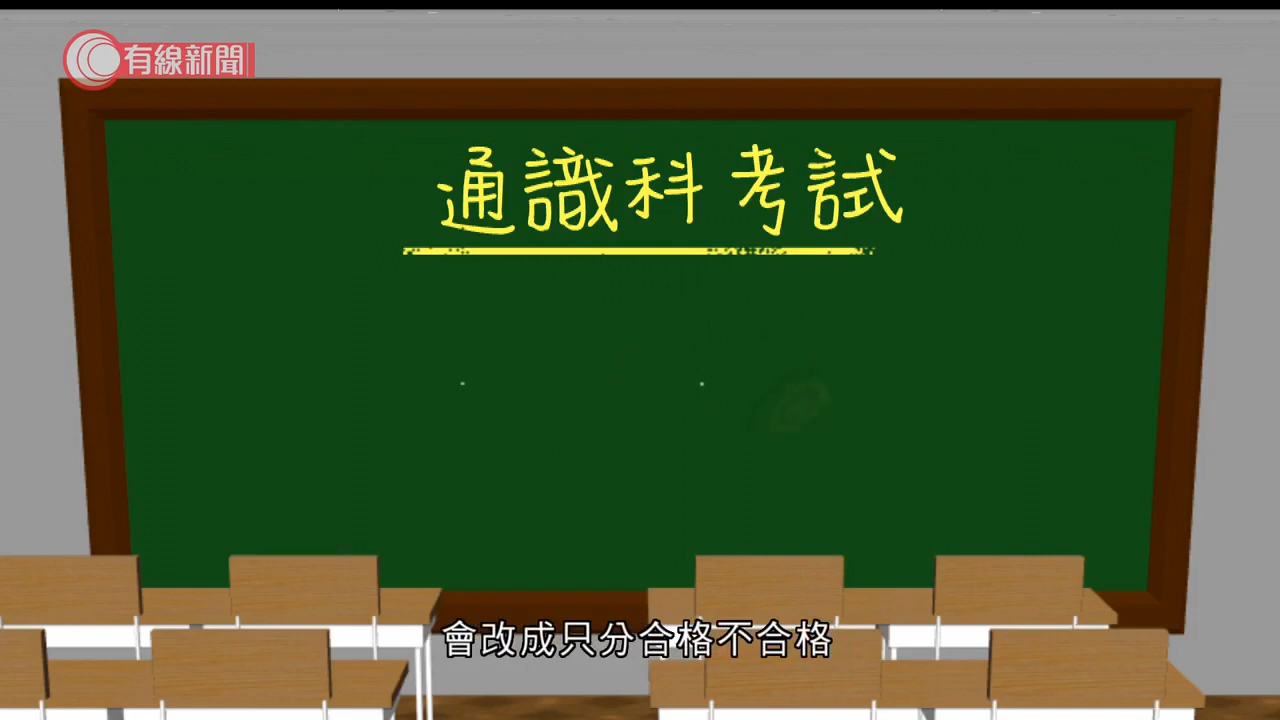 有線新聞
通識科考試
會改成只分合格不合格